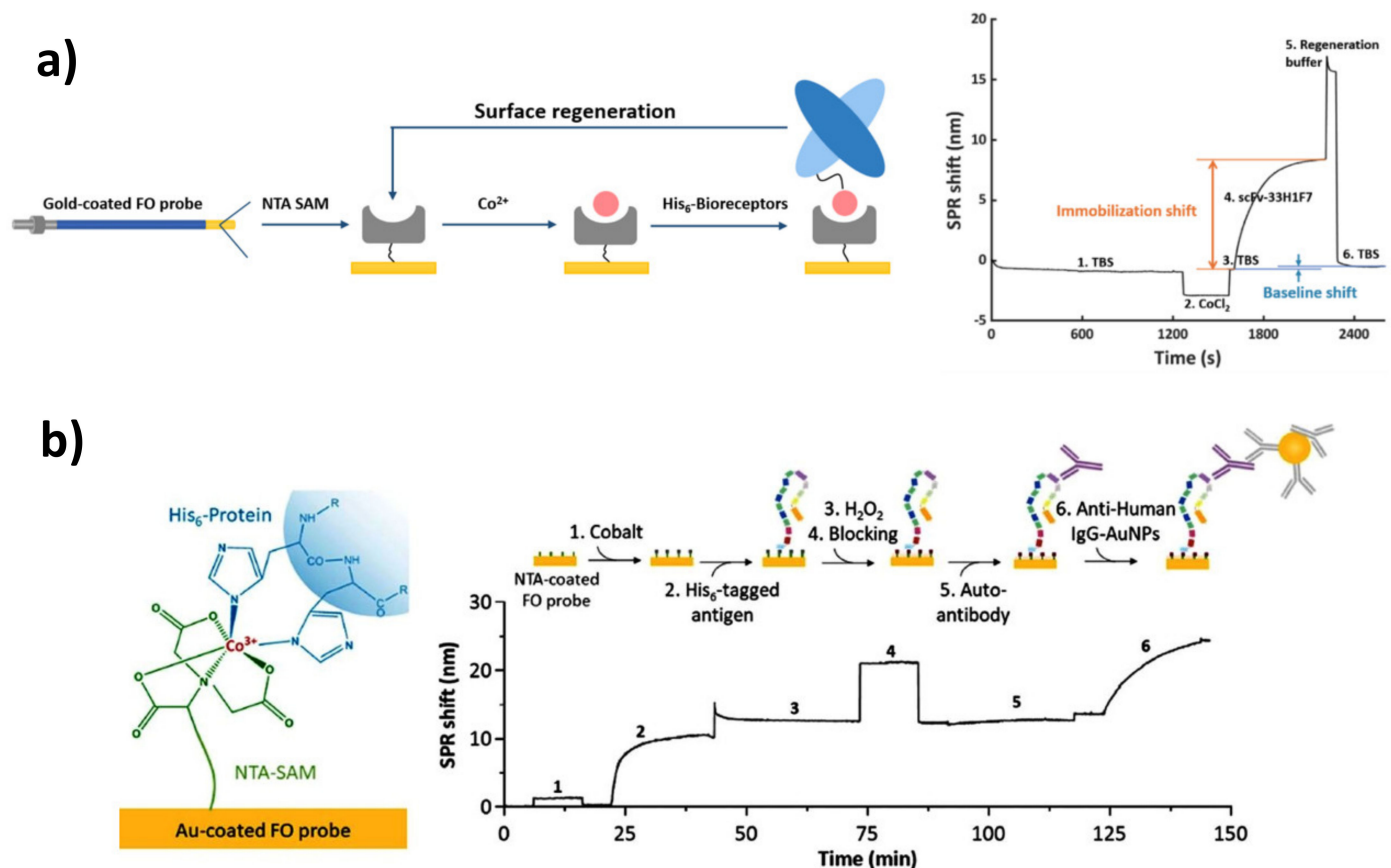 a)
Surface regeneration
Gold-coated FO probe
NTA SAM
Co²⁺
His₆-Bioreceptors
SPR shift (nm)
20
15
10
5
0
-5
5. Regeneration
buffer
4. scFv-33H1F7
Immobilization shift
1. TBS
3. TBS
6. TBS
2. CoCl₂
Baseline shift
0
600
1200
1800
2400
Time (s)
b)
His₆-Protein
NH
R
CO
NH
R
C
O
N
H
N
N
N
H
Co³⁺
O
O
O
O
N
O
O
NTA-SAM
Au-coated FO probe
NTA-coated
FO probe
1. Cobalt
2. His₆-tagged
antigen
3. H₂O₂
4. Blocking
5. Auto-
antibody
6. Anti-Human
IgG-AuNPs
SPR shift (nm)
30
20
10
0
1
2
3
4
5
6
0
25
50
75
100
125
150
Time (min)